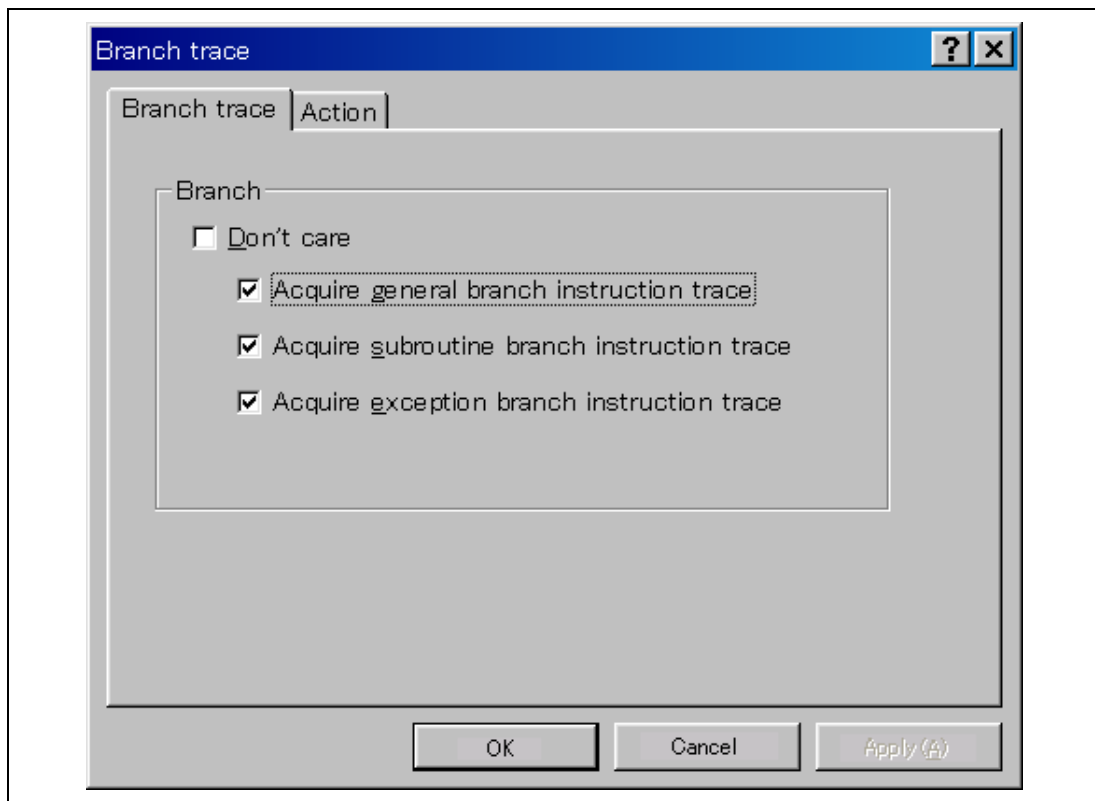 Branch trace
Branch trace Action
Branch
Don't care
Acquire general branch instruction trace
Acquire subroutine branch instruction trace
Acquire exception branch instruction trace
OK Cancel Apply(A)